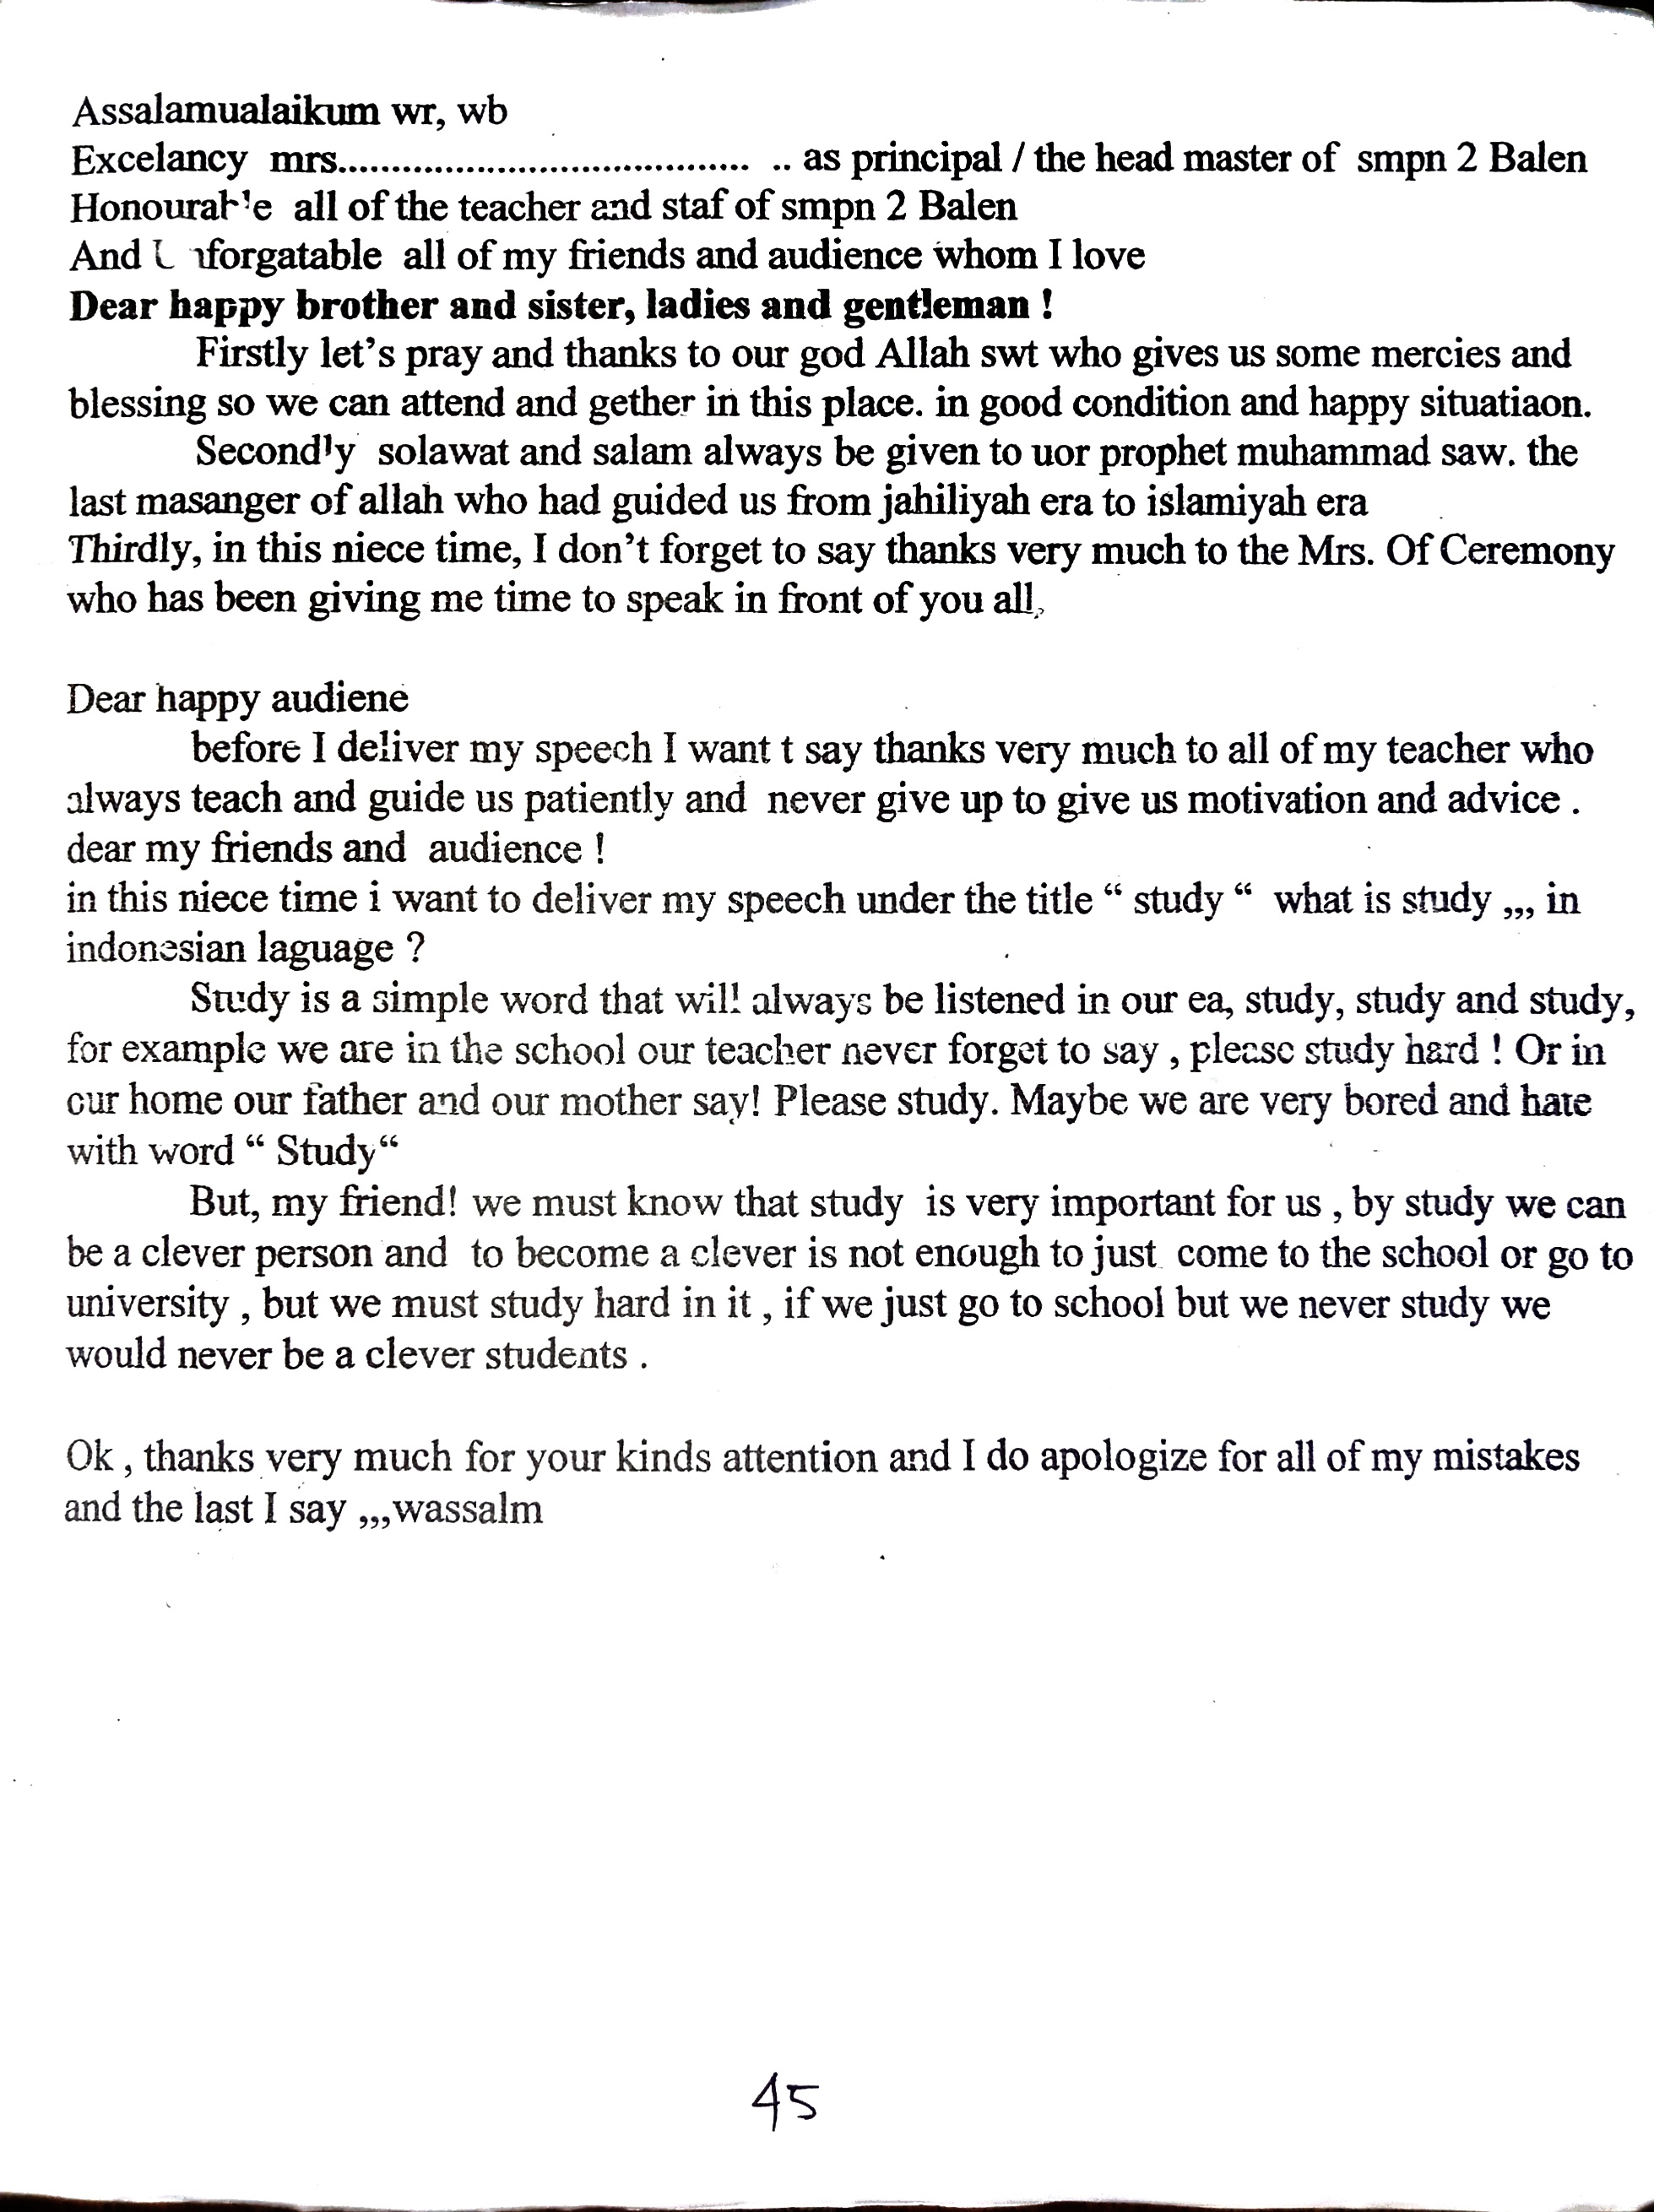 Assalamualaikum wr, wb
Excelancy mrs...................................... .. as principal / the head master of smpn 2 Balen
Honourable all of the teacher and staf of smpn 2 Balen
And Unforgatable all of my friends and audience whom I love
Dear happy brother and sister, ladies and gentleman !
Firstly let's pray and thanks to our god Allah swt who gives us some mercies and
blessing so we can attend and gether in this place. in good condition and happy situatiaon.
Secondly solawat and salam always be given to uor prophet muhammad saw. the
last masanger of allah who had guided us from jahiliyah era to islamiyah era
Thirdly, in this niece time, I don't forget to say thanks very much to the Mrs. Of Ceremony
who has been giving me time to speak in front of you all,
Dear happy audiene
before I deliver my speech I want t say thanks very much to all of my teacher who
always teach and guide us patiently and never give up to give us motivation and advice .
dear my friends and audience !
in this niece time i want to deliver my speech under the title “ study “ what is study ,,, in
indonesian laguage ?
Study is a simple word that will always be listened in our ea, study, study and study,
for example we are in the school our teacher never forget to say , please study hard ! Or in
our home our father and our mother say! Please study. Maybe we are very bored and hate
with word “ Study“
But, my friend! we must know that study is very important for us , by study we can
be a clever person and to become a clever is not enough to just come to the school or go to
university , but we must study hard in it , if we just go to school but we never study we
would never be a clever students .
Ok , thanks very much for your kinds attention and I do apologize for all of my mistakes
and the last I say ,,,wassalm
45